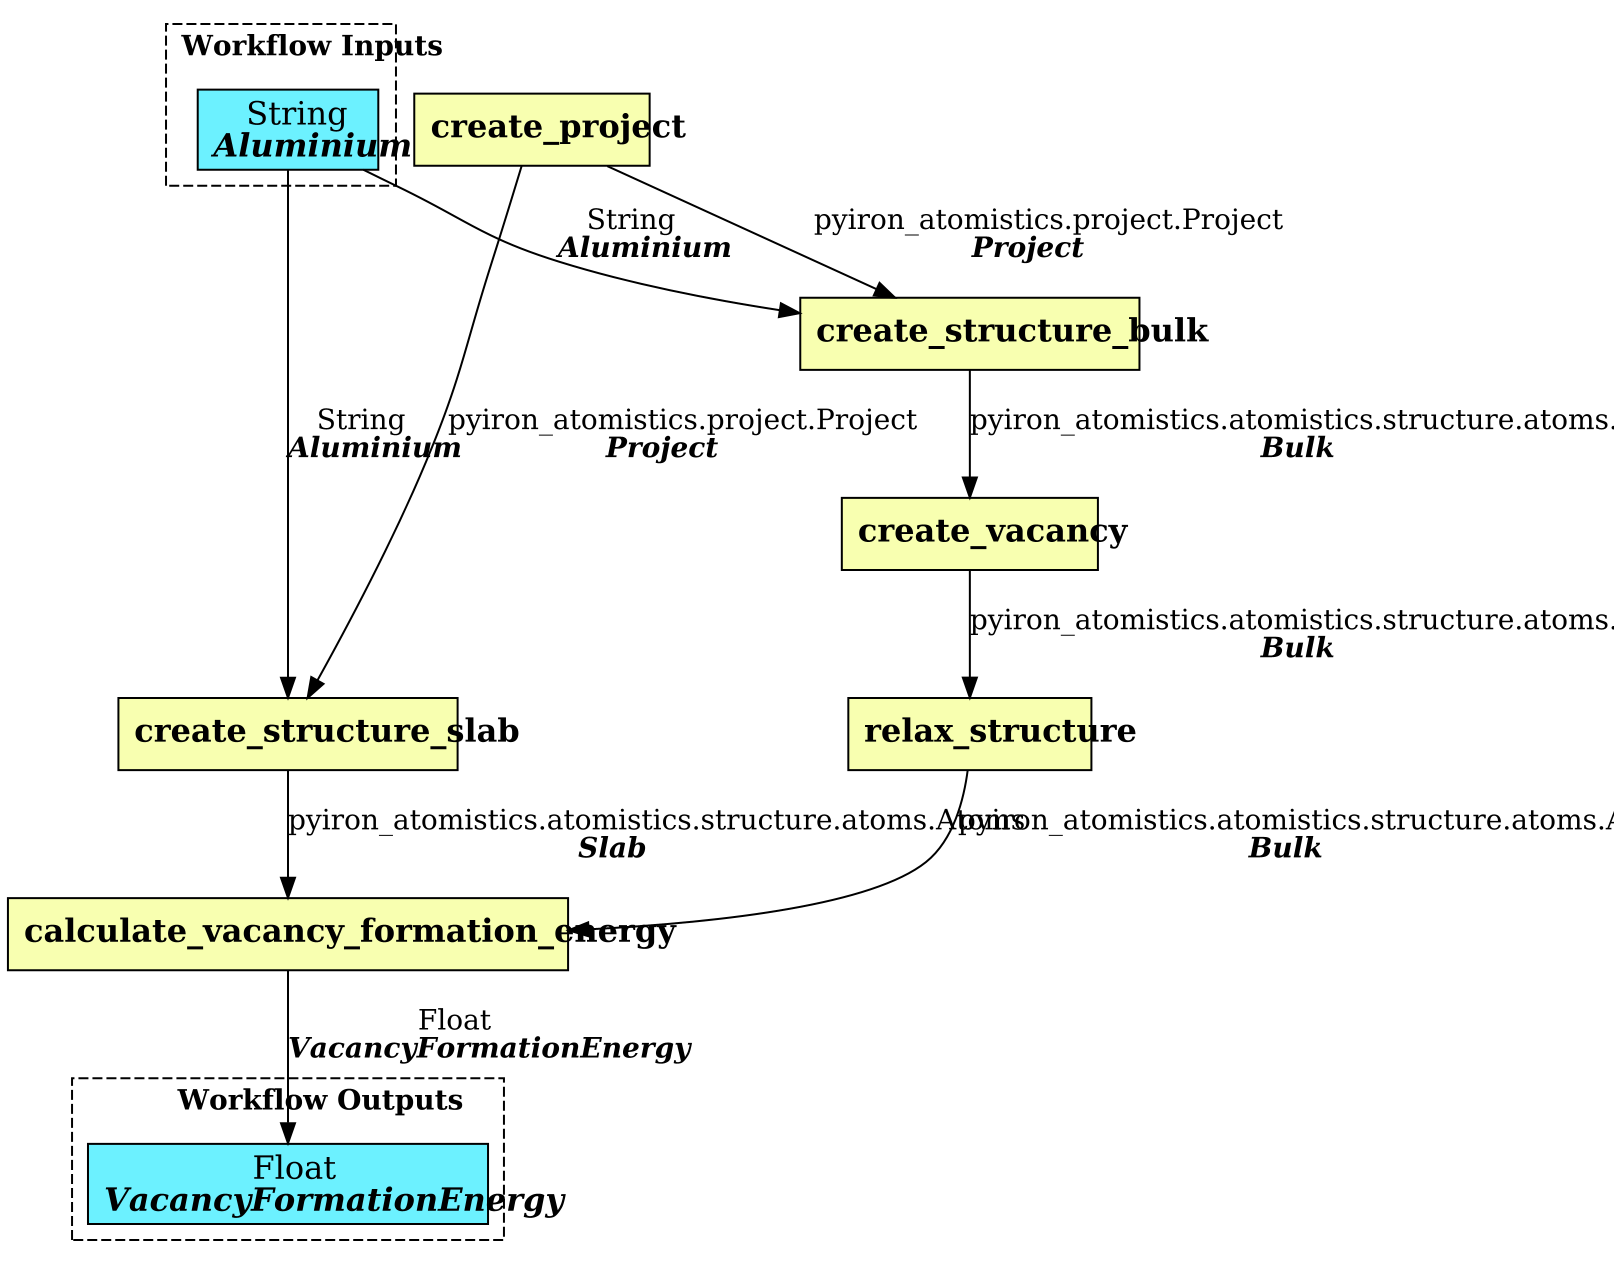 Workflow Inputs
String
Aluminium
create_project
String
Aluminium
pyiron_atomistics.project.Project
Project
create_structure_bulk
String
Aluminium
pyiron_atomistics.project.Project
Project
pyiron_atomistics.atomistics.structure.atoms.
Bulk
create_vacancy
pyiron_atomistics.atomistics.structure.atoms.
Bulk
create_structure_slab
relax_structure
pyiron_atomistics.atomistics.structure.atoms.Atoms
Slab
pyiron_atomistics.atomistics.structure.atoms.A
Bulk
calculate_vacancy_formation_energy
Float
VacancyFormationEnergy
Workflow Outputs
Float
VacancyFormationEnergy